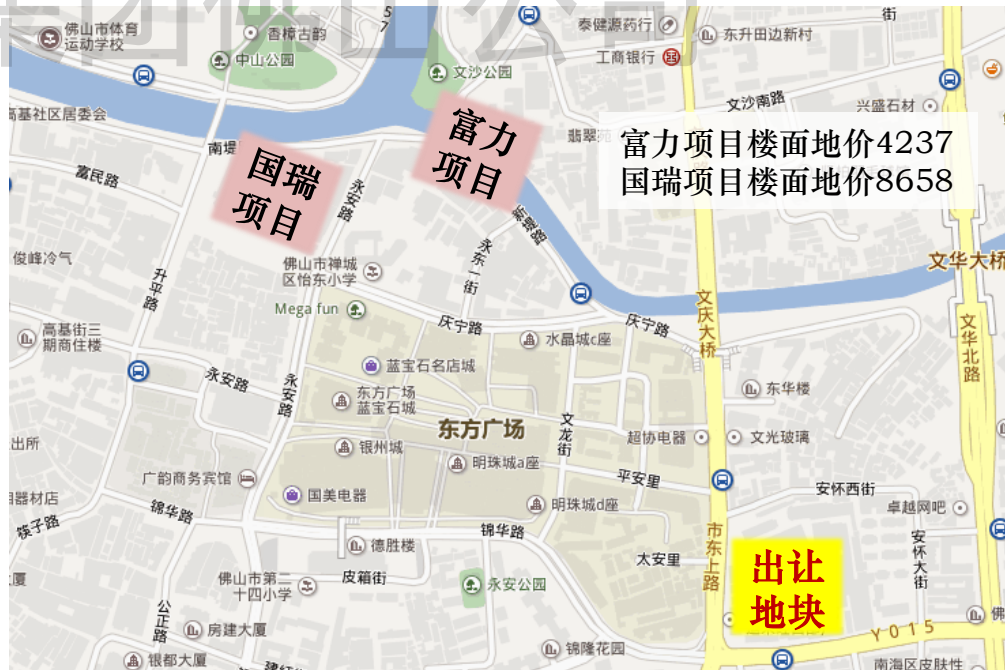 集团佛山公司
佛山市体育
运动学校
香樟古韵
中山公园
文沙公园
泰健源药行
工商银行
东升田边新村
街
文沙南路
兴盛石材
高基社区居委会
富民路
南堤
国瑞
项目
富力
项目
翡翠苑
富力项目楼面地价4237
国瑞项目楼面地价8658
永安路
新堤路
永东一街
俊峰冷气
升平路
佛山市禅城
区怡东小学
Mega fun
庆宁路
水晶城c座
庆宁路
文庆大桥
文华大桥
文华北路
高基街三
期商住楼
永安路
永安路
蓝宝石名店城
东方广场
蓝宝石城
东方广场
银州城
明珠城a座
文龙街
超协电器
文光玻璃
东华楼
出所
广韵商务宾馆
国美电器
明珠城d座
平安里
安怀西街
卓越网吧
器材店
筷子路
锦华路
锦华路
德胜楼
太安里
市东上路
安怀大街
佛山市第二
十四小学
皮箱街
永安公园
出让
地块
公正路
房建大厦
银都大厦
锦隆花园
Y015
南海区皮肤性
佛